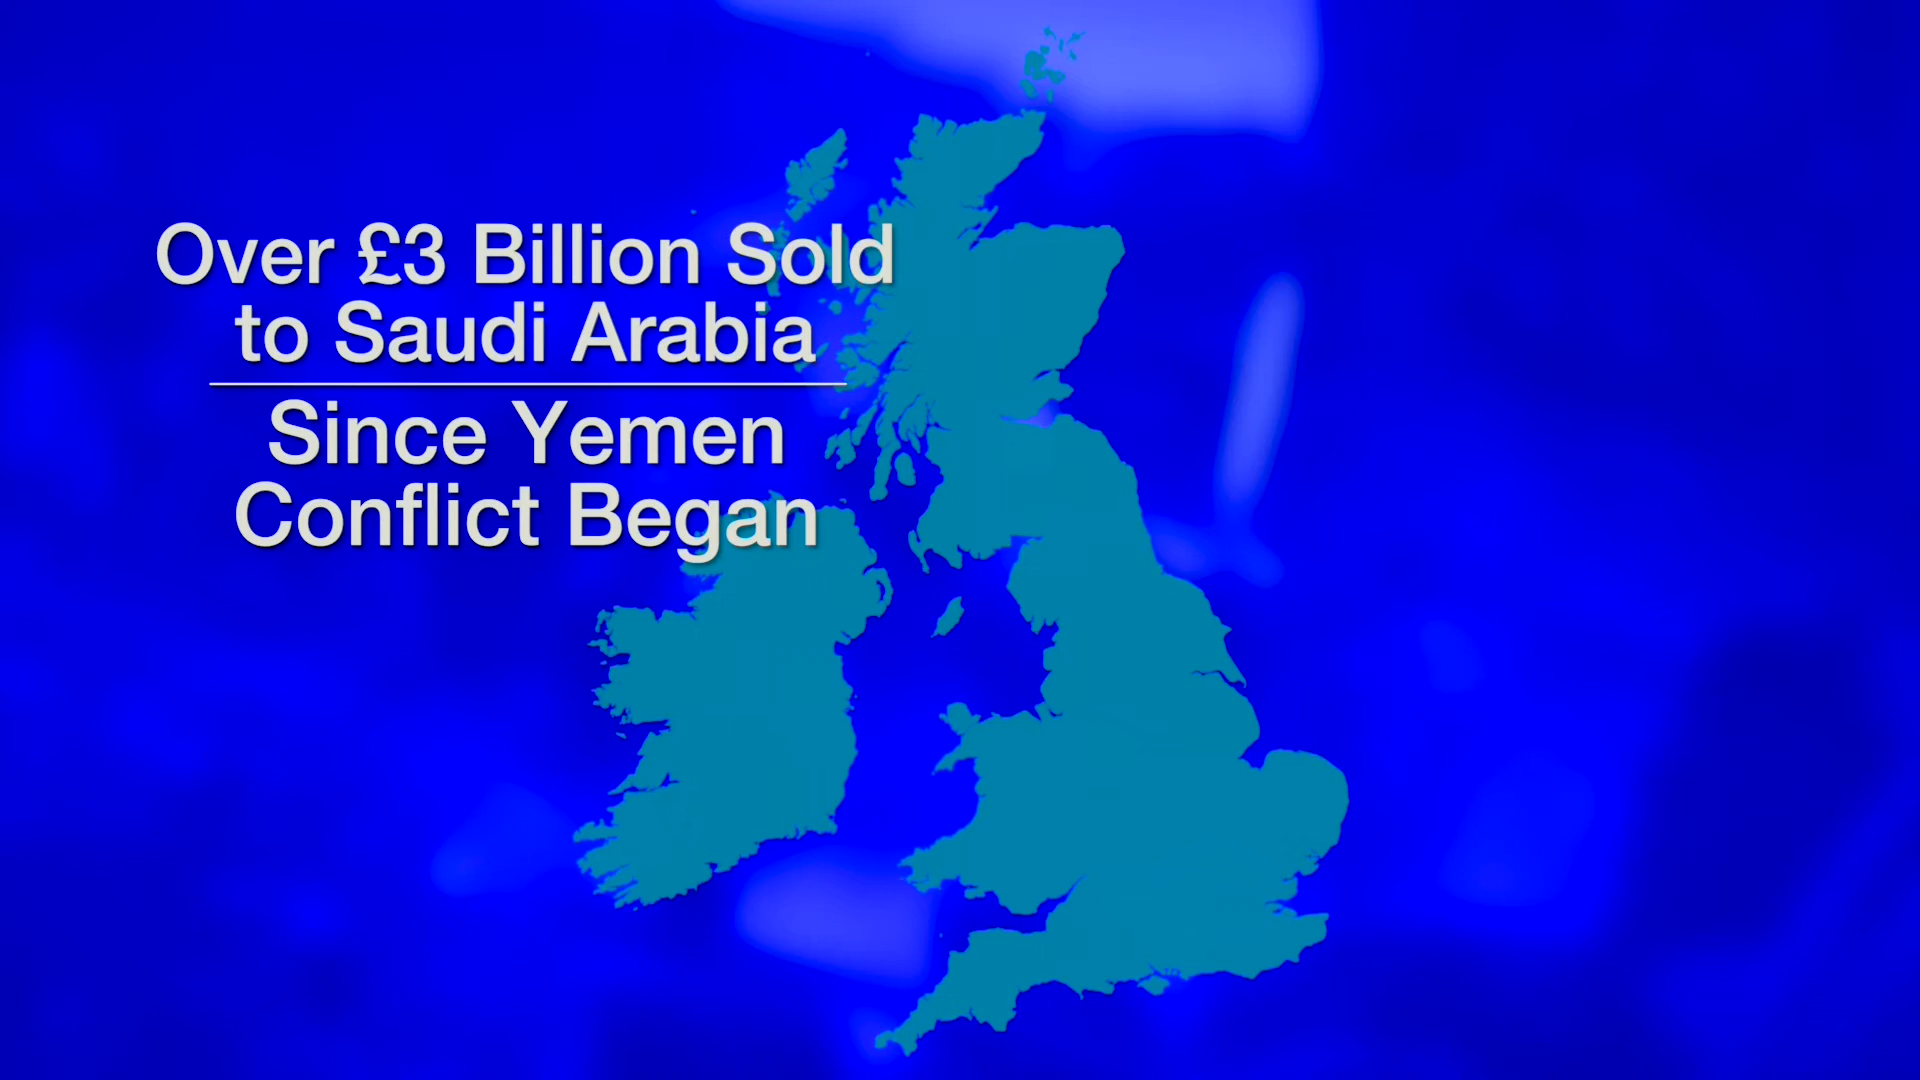 Over £3 Billion Sold
to Saudi Arabia
Since Yemen
Conflict Began